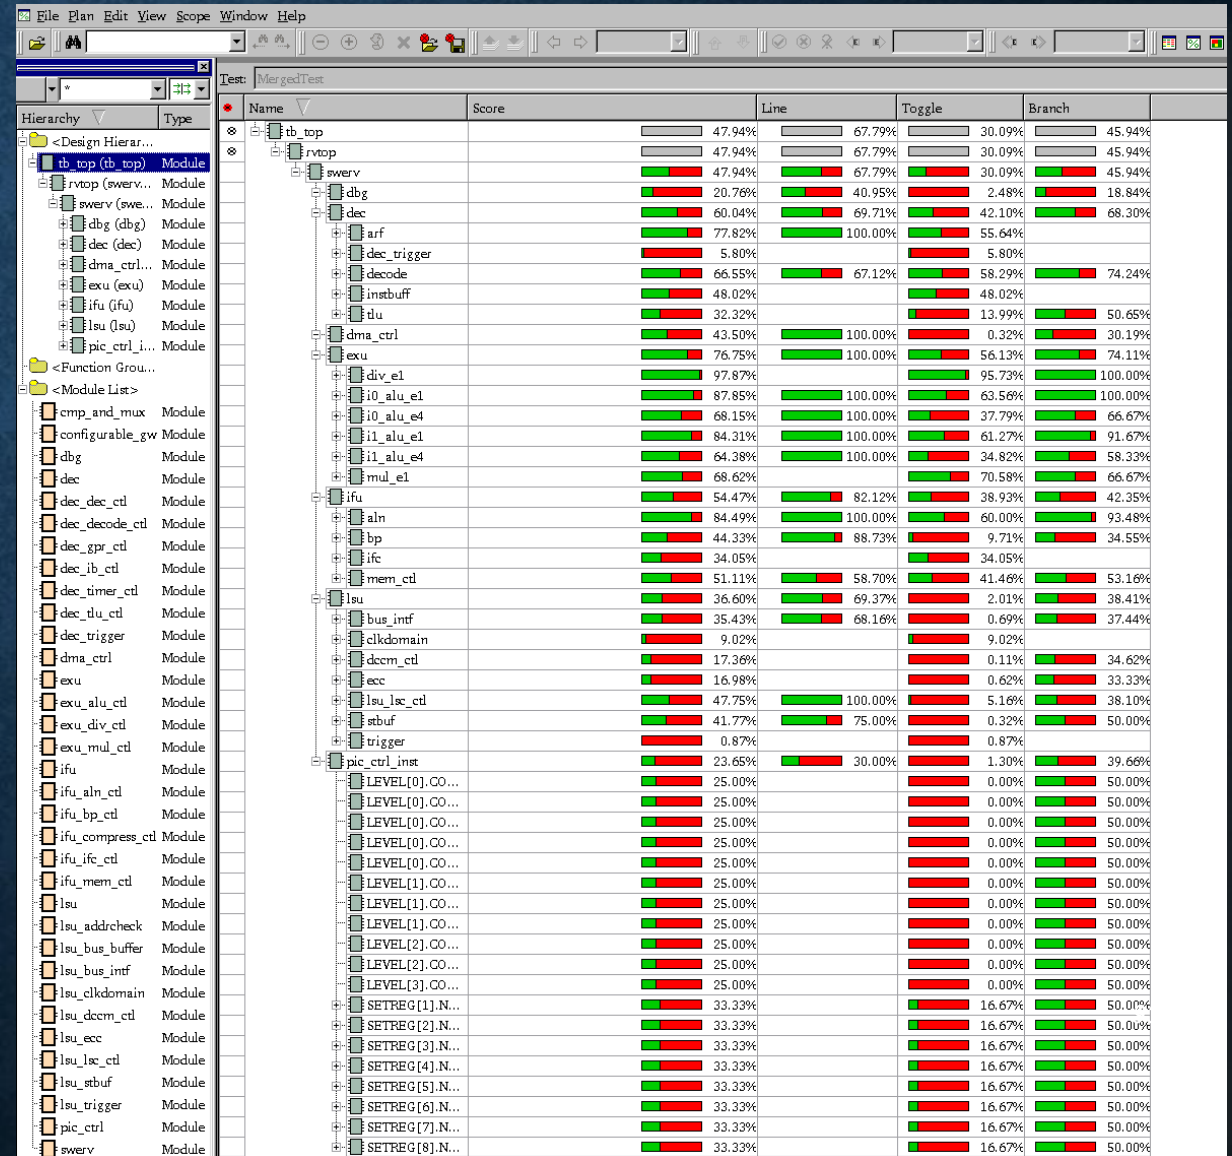 File Plan Edit View Scope Window Help
Test: MergedTest
*
Hierarchy Type
<Design Hierar...
tb_top (tb_top) Module
rvtop (swerv... Module
swerv (swe... Module
dbg (dbg) Module
dec (dec) Module
dma_ctrl... Module
exu (exu) Module
ifu (ifu) Module
lsu (lsu) Module
pic_ctrl_i... Module
<Function Grou...
<Module List>
cmp_and_mux Module
configurable_gw Module
dbg Module
dec Module
dec_dec_ctl Module
dec_decode_ctl Module
dec_gpr_ctl Module
dec_ib_ctl Module
dec_timer_ctl Module
dec_tlu_ctl Module
dec_trigger Module
dma_ctrl Module
exu Module
exu_alu_ctl Module
exu_div_ctl Module
exu_mul_ctl Module
ifu Module
ifu_aln_ctl Module
ifu_bp_ctl Module
ifu_compress_ctl Module
ifu_ifc_ctl Module
ifu_mem_ctl Module
lsu Module
lsu_addrcheck Module
lsu_bus_buffer Module
lsu_bus_intf Module
lsu_clkdomain Module
lsu_dccm_ctl Module
lsu_ecc Module
lsu_lsc_ctl Module
lsu_stbuf Module
lsu_trigger Module
pic_ctrl Module
swerv Module
Name Score Line Toggle Branch
tb_top 47.94% 67.79% 30.09% 45.94%
rvtop 47.94% 67.79% 30.09% 45.94%
swerv 47.94% 67.79% 30.09% 45.94%
dbg 20.76% 40.95% 2.48% 18.84%
dec 60.04% 69.71% 42.10% 68.30%
arf 77.82% 100.00% 55.64%
dec_trigger 5.80% 5.80%
decode 66.55% 67.12% 58.29% 74.24%
instbuff 48.02% 48.02%
tlu 32.32% 13.99% 50.65%
dma_ctrl 43.50% 100.00% 0.32% 30.19%
exu 76.75% 100.00% 56.13% 74.11%
div_e1 97.87% 95.73% 100.00%
i0_alu_e1 87.85% 100.00% 63.56% 100.00%
i0_alu_e4 68.15% 100.00% 37.79% 66.67%
i1_alu_e1 84.31% 100.00% 61.27% 91.67%
i1_alu_e4 64.38% 100.00% 34.82% 58.33%
mul_e1 68.62% 70.58% 66.67%
ifu 54.47% 82.12% 38.93% 42.35%
aln 84.49% 100.00% 60.00% 93.48%
bp 44.33% 88.73% 9.71% 34.55%
ifc 34.05% 34.05%
mem_ctl 51.11% 58.70% 41.46% 53.16%
lsu 36.60% 69.37% 2.01% 38.41%
bus_intf 35.43% 68.16% 0.69% 37.44%
clkdomain 9.02% 9.02%
dccm_ctl 17.36% 0.11% 34.62%
ecc 16.98% 0.62% 33.33%
lsu_lsc_ctl 47.75% 100.00% 5.16% 38.10%
stbuf 41.77% 75.00% 0.32% 50.00%
trigger 0.87% 0.87%
pic_ctrl_inst 23.65% 30.00% 1.30% 39.66%
LEVEL[0].CO... 25.00% 0.00% 50.00%
LEVEL[0].CO... 25.00% 0.00% 50.00%
LEVEL[0].CO... 25.00% 0.00% 50.00%
LEVEL[0].CO... 25.00% 0.00% 50.00%
LEVEL[0].CO... 25.00% 0.00% 50.00%
LEVEL[1].CO... 25.00% 0.00% 50.00%
LEVEL[1].CO... 25.00% 0.00% 50.00%
LEVEL[1].CO... 25.00% 0.00% 50.00%
LEVEL[2].CO... 25.00% 0.00% 50.00%
LEVEL[2].CO... 25.00% 0.00% 50.00%
LEVEL[3].CO... 25.00% 0.00% 50.00%
SETREG[1].N... 33.33% 16.67% 50.00%
SETREG[2].N... 33.33% 16.67% 50.00%
SETREG[3].N... 33.33% 16.67% 50.00%
SETREG[4].N... 33.33% 16.67% 50.00%
SETREG[5].N... 33.33% 16.67% 50.00%
SETREG[6].N... 33.33% 16.67% 50.00%
SETREG[7].N... 33.33% 16.67% 50.00%
SETREG[8].N... 33.33% 16.67% 50.00%